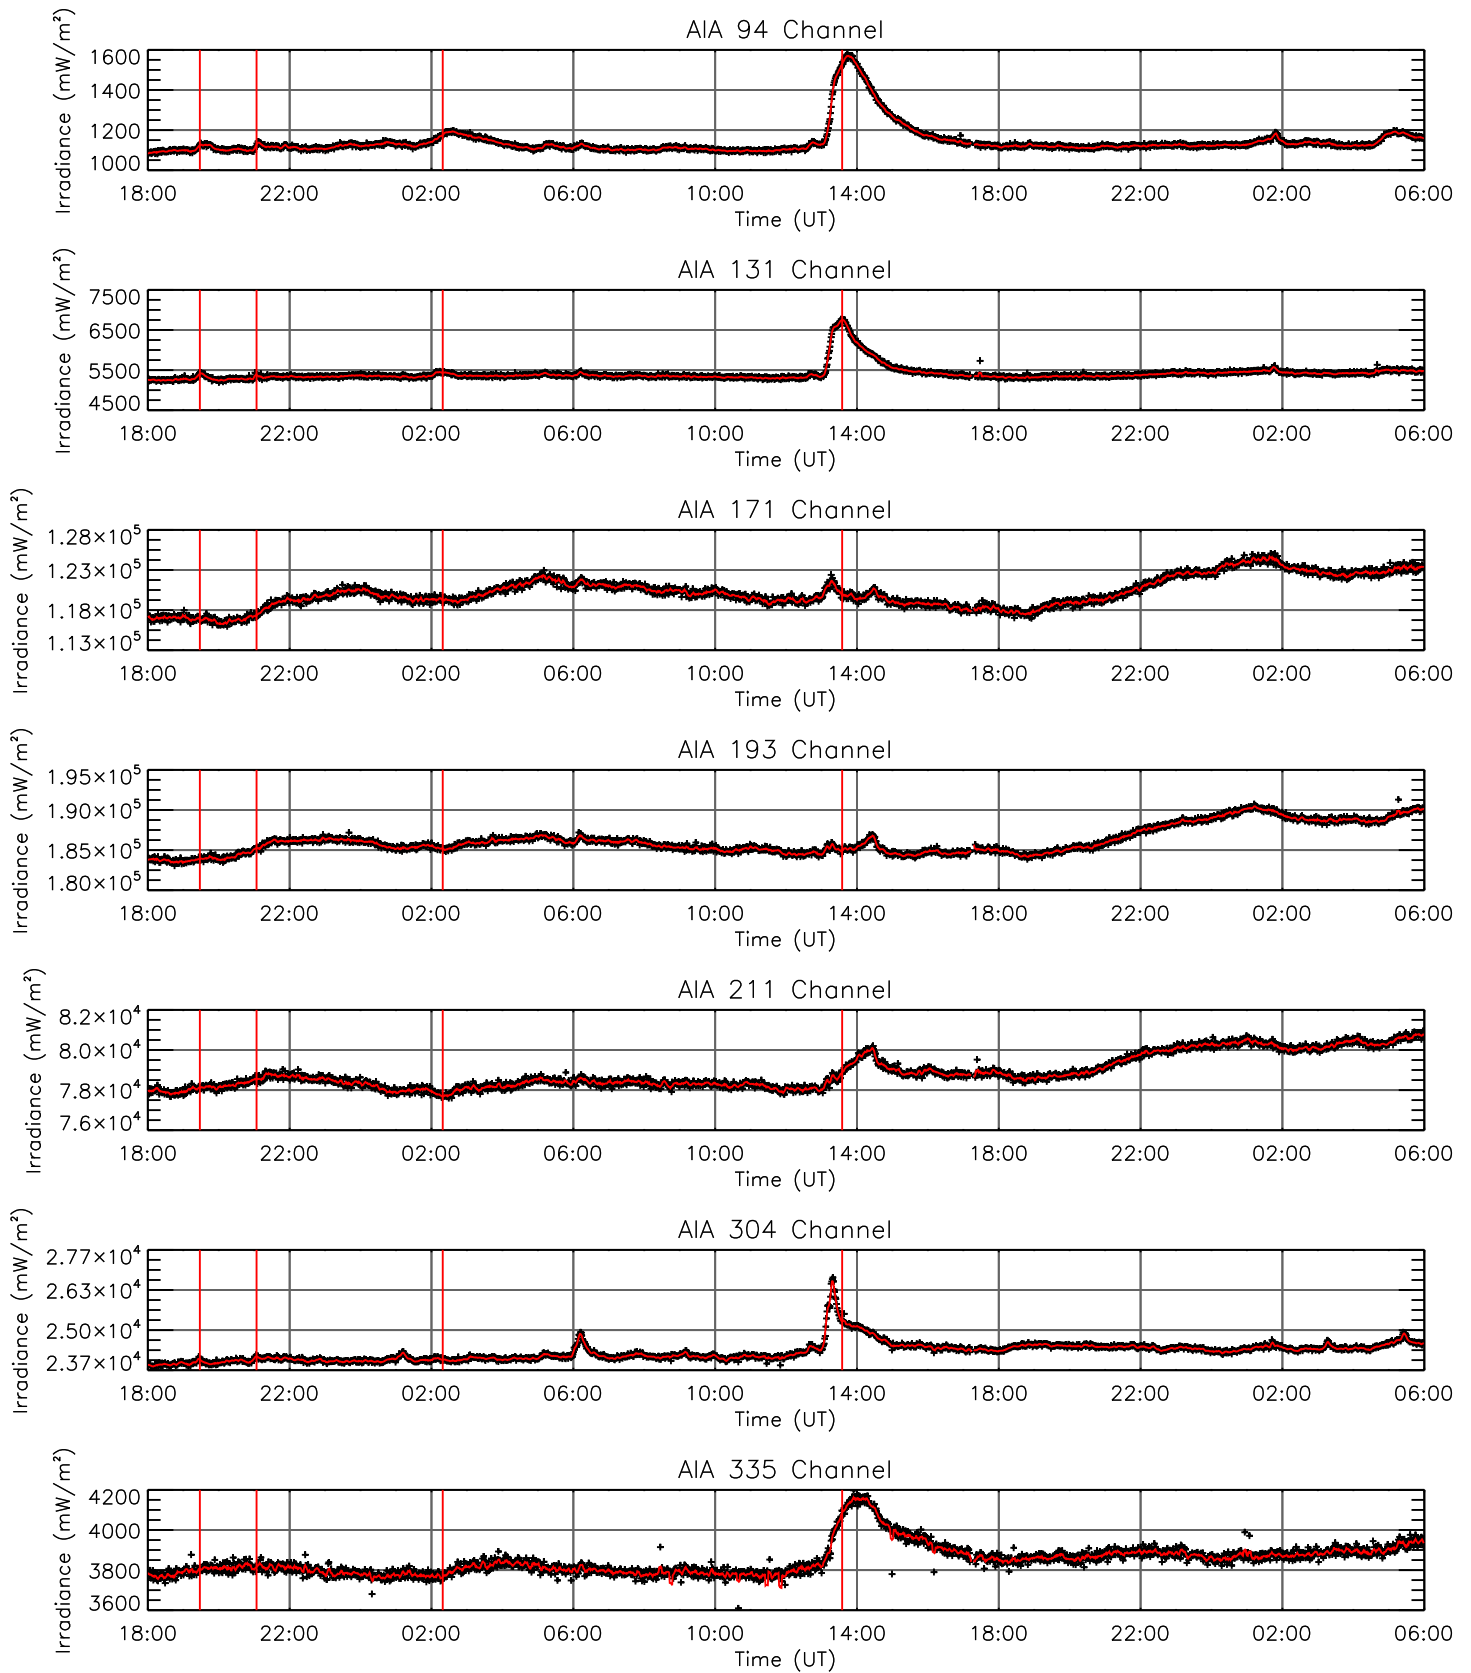 AIA 94 Channel
Irradiance (mW/m²)
1600
1400
1200
1000
18:00 22:00 02:00 06:00 10:00 14:00 18:00 22:00 02:00 06:00
Time (UT)
AIA 131 Channel
Irradiance (mW/m²)
7500
6500
5500
4500
18:00 22:00 02:00 06:00 10:00 14:00 18:00 22:00 02:00 06:00
Time (UT)
AIA 171 Channel
Irradiance (mW/m²)
1.28×10⁵
1.23×10⁵
1.18×10⁵
1.13×10⁵
18:00 22:00 02:00 06:00 10:00 14:00 18:00 22:00 02:00 06:00
Time (UT)
AIA 193 Channel
Irradiance (mW/m²)
1.95×10⁵
1.90×10⁵
1.85×10⁵
1.80×10⁵
18:00 22:00 02:00 06:00 10:00 14:00 18:00 22:00 02:00 06:00
Time (UT)
AIA 211 Channel
Irradiance (mW/m²)
8.2×10⁴
8.0×10⁴
7.8×10⁴
7.6×10⁴
18:00 22:00 02:00 06:00 10:00 14:00 18:00 22:00 02:00 06:00
Time (UT)
AIA 304 Channel
Irradiance (mW/m²)
2.77×10⁴
2.63×10⁴
2.50×10⁴
2.37×10⁴
18:00 22:00 02:00 06:00 10:00 14:00 18:00 22:00 02:00 06:00
Time (UT)
AIA 335 Channel
Irradiance (mW/m²)
4200
4000
3800
3600
18:00 22:00 02:00 06:00 10:00 14:00 18:00 22:00 02:00 06:00
Time (UT)